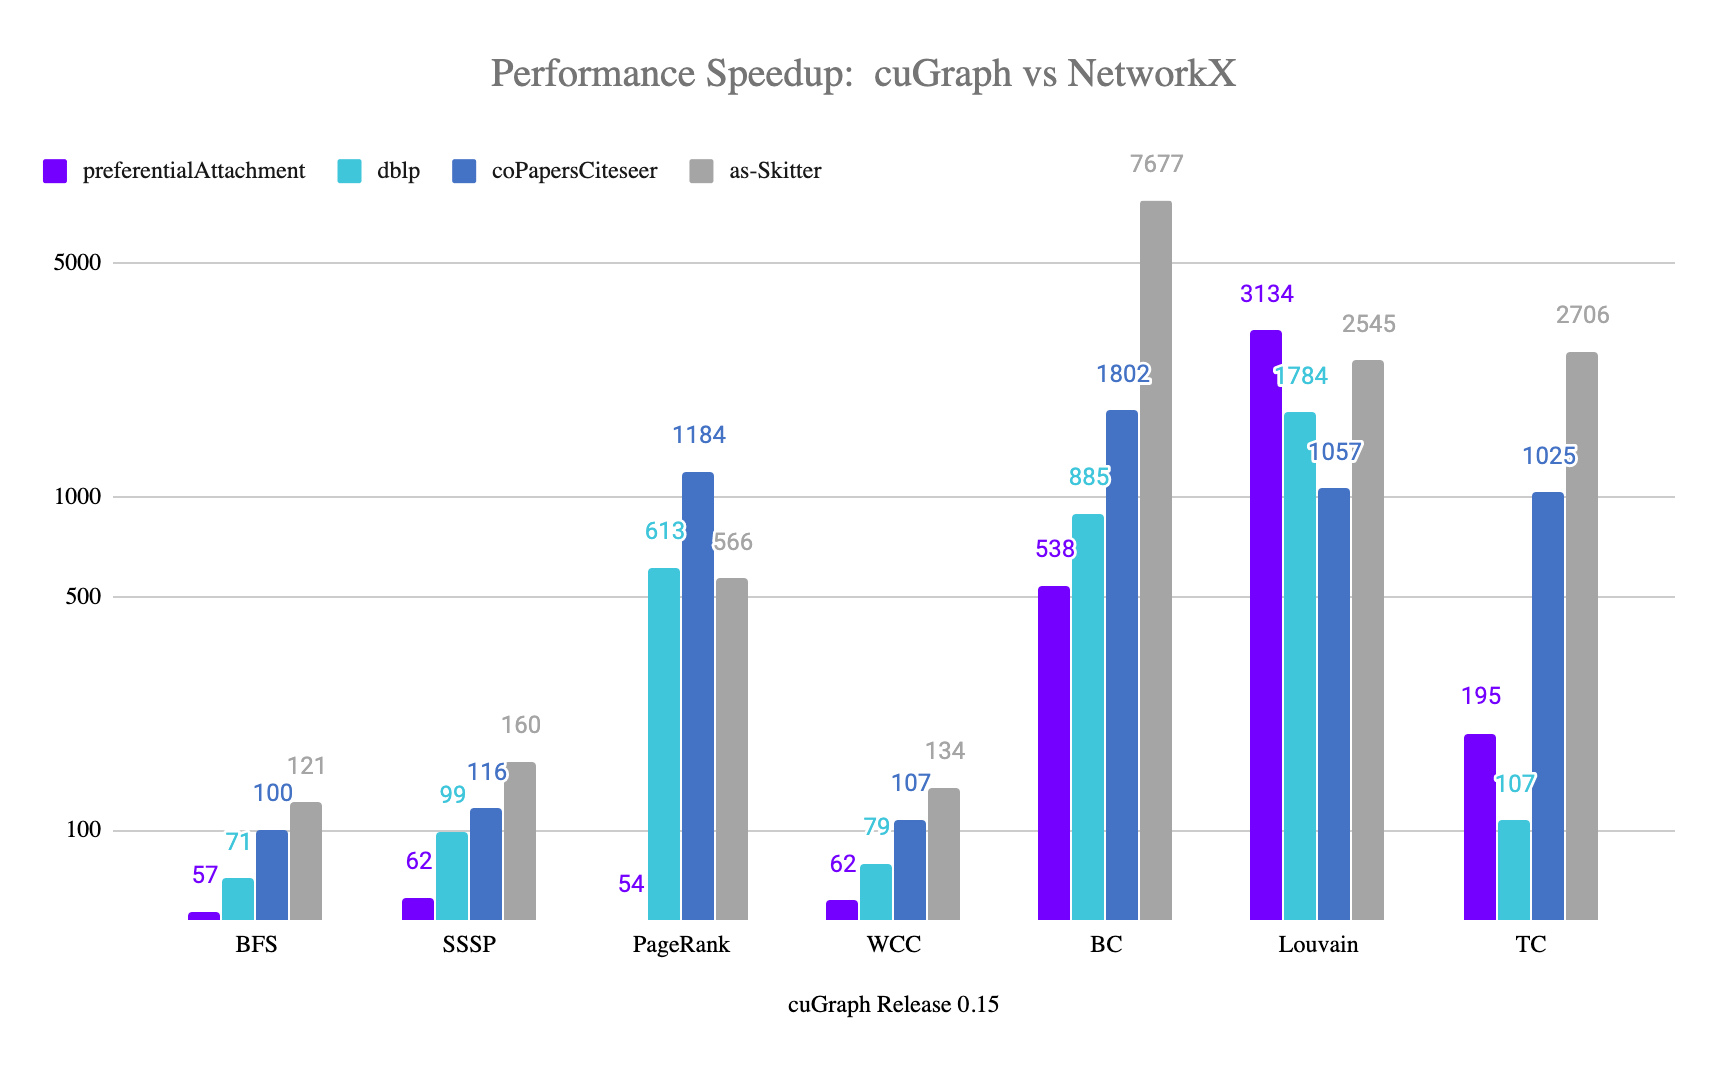 Performance Speedup: cuGraph vs NetworkX
preferentialAttachment dblp coPapersCiteseer as-Skitter
5000
1000
500
100
57 71 100 121
62 99 116 160
54 613 1184 566
62 79 107 134
538 885 1802 7677
3134 1784 1057 2545
195 107 1025 2706
BFS SSSP PageRank WCC BC Louvain TC
cuGraph Release 0.15